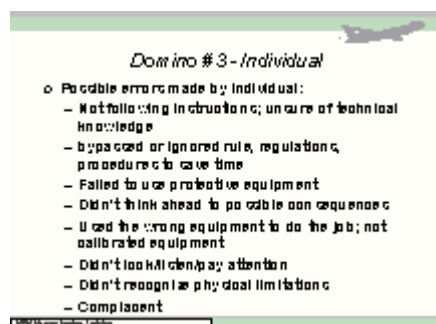 Domino # 3 - Individual
o Possible errors made by individual:
– Not following instructions; unsure of technical
knowledge
– bypassed or ignored rule, regulations,
procedures to save time
– Failed to use protective equipment
– Didn't think ahead to possible consequences
– Used the wrong equipment to do the job; not
calibrated equipment
– Didn't look/listen/pay attention
– Didn't recognize physical limitations
– Complacent